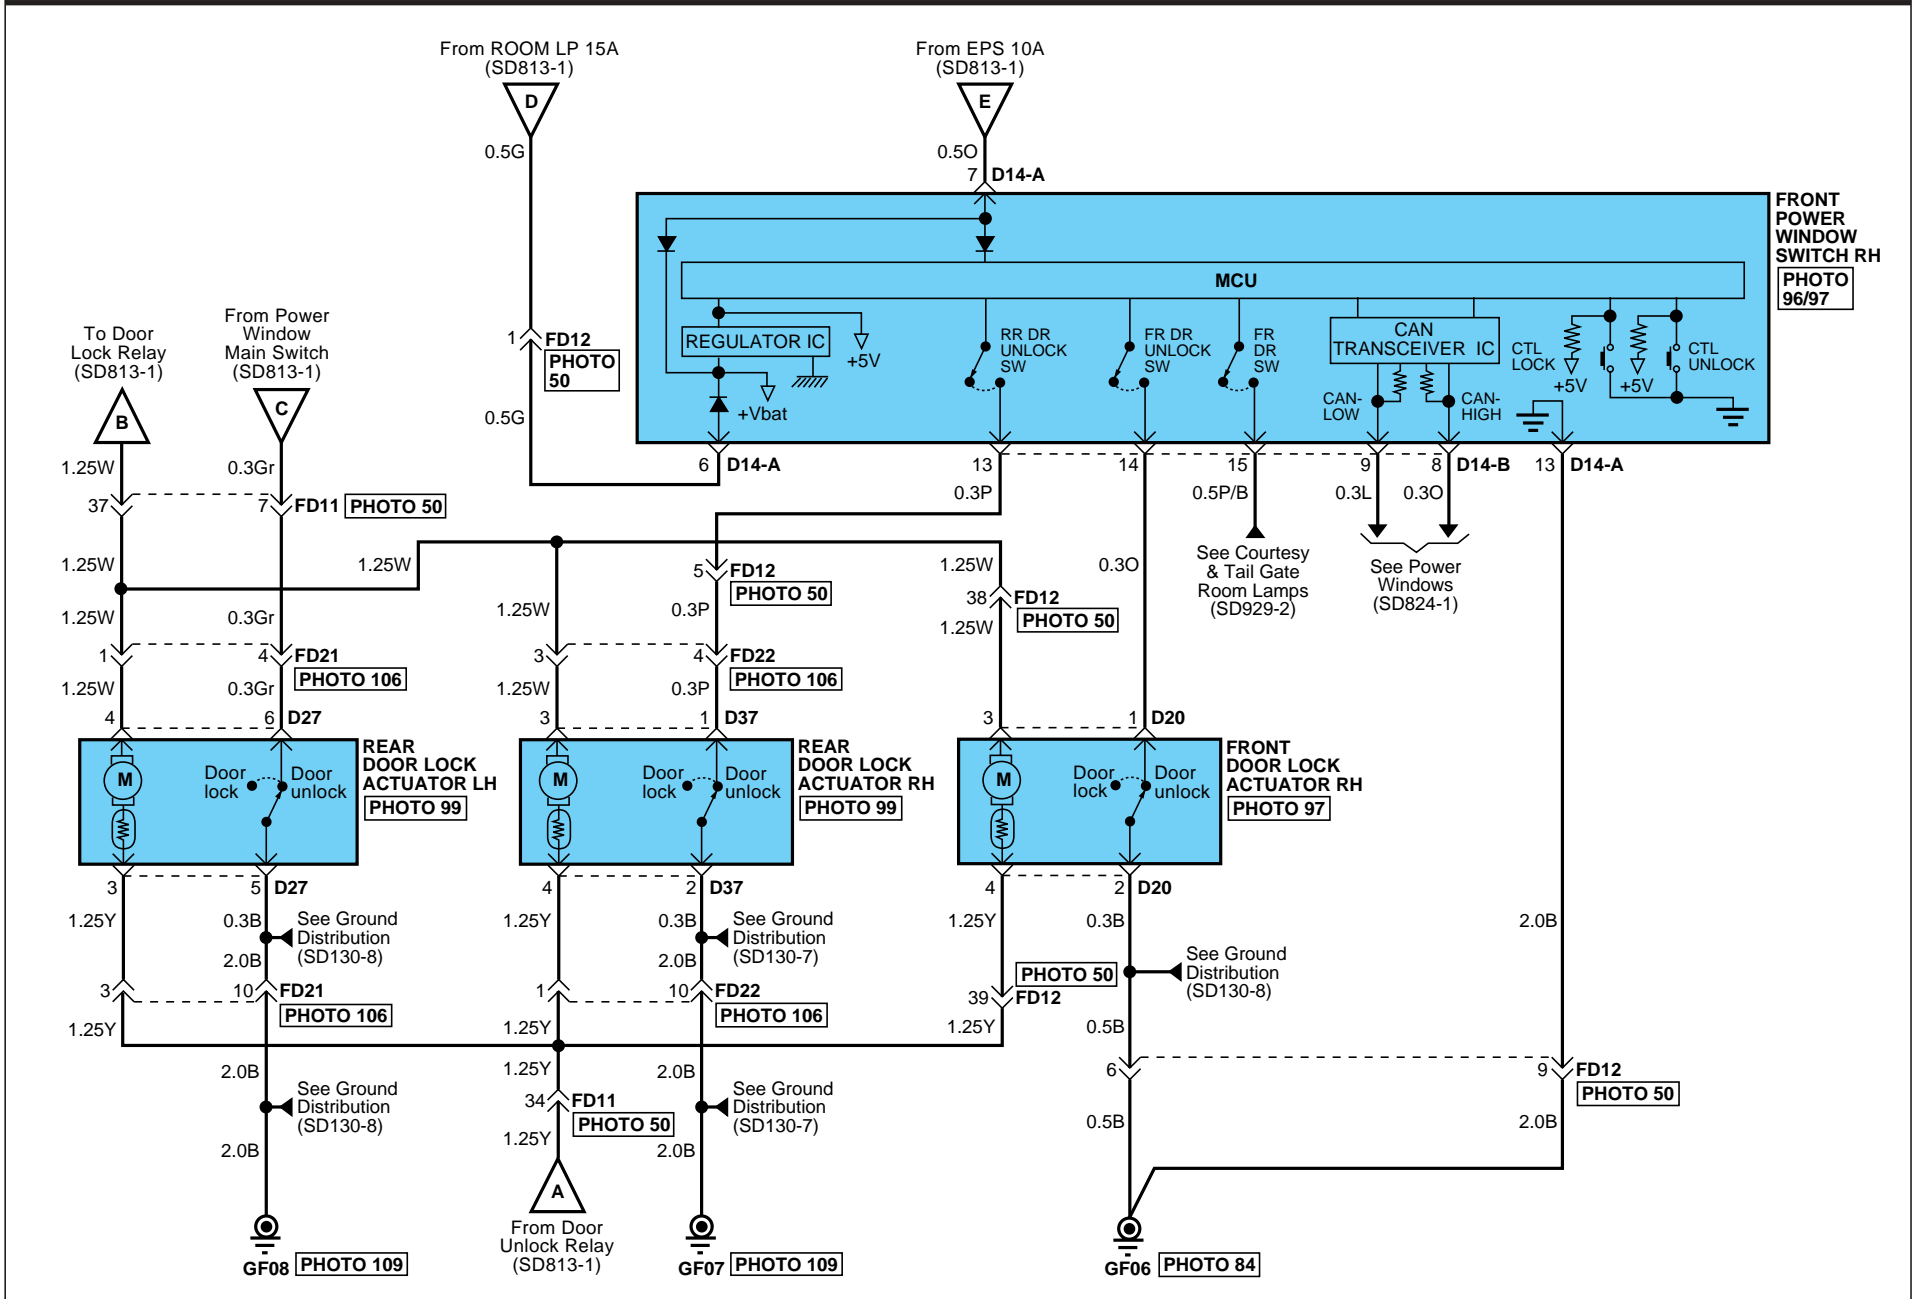 From ROOM LP 15A
(SD813-1)
D
0.5G
From EPS 10A
(SD813-1)
E
0.5O
7 D14-A
FRONT
POWER
WINDOW
SWITCH RH
PHOTO
96/97
MCU
REGULATOR IC
+5V
+Vbat
RR DR
UNLOCK
SW
FR DR
UNLOCK
SW
FR
DR
SW
CAN
TRANSCEIVER IC
CAN-
LOW
CAN-
HIGH
CTL
LOCK
+5V
+5V
CTL
UNLOCK
1 FD12
PHOTO
50
0.5G
To Door
Lock Relay
(SD813-1)
B
From Power
Window
Main Switch
(SD813-1)
C
1.25W
0.3Gr
37
7 FD11 PHOTO 50
6 D14-A
13
14
15
9
8 D14-B
13 D14-A
0.3P
0.5P/B
0.3L
0.3O
See Courtesy
& Tail Gate
Room Lamps
(SD929-2)
See Power
Windows
(SD824-1)
1.25W
1.25W
5 FD12
PHOTO 50
1.25W
0.3O
38 FD12
PHOTO 50
1.25W
0.3Gr
1.25W
0.3P
1.25W
1
4 FD21
PHOTO 106
3
4 FD22
PHOTO 106
1.25W
0.3Gr
1.25W
0.3P
4
6 D27
3
1 D37
3
1 D20
M
Door
lock
Door
unlock
REAR
DOOR LOCK
ACTUATOR LH
PHOTO 99
M
Door
lock
Door
unlock
REAR
DOOR LOCK
ACTUATOR RH
PHOTO 99
M
Door
lock
Door
unlock
FRONT
DOOR LOCK
ACTUATOR RH
PHOTO 97
3
5 D27
4
2 D37
4
2 D20
1.25Y
0.3B
See Ground
Distribution
(SD130-8)
2.0B
1.25Y
0.3B
See Ground
Distribution
(SD130-7)
2.0B
1.25Y
0.3B
See Ground
Distribution
(SD130-8)
2.0B
3
10 FD21
PHOTO 106
1
10 FD22
PHOTO 106
PHOTO 50
39 FD12
1.25Y
1.25Y
1.25Y
0.5B
2.0B
See Ground
Distribution
(SD130-8)
2.0B
1.25Y
34 FD11
PHOTO 50
1.25Y
2.0B
See Ground
Distribution
(SD130-7)
2.0B
6
9 FD12
PHOTO 50
0.5B
2.0B
A
From Door
Unlock Relay
(SD813-1)
GF08 PHOTO 109
GF07 PHOTO 109
GF06 PHOTO 84